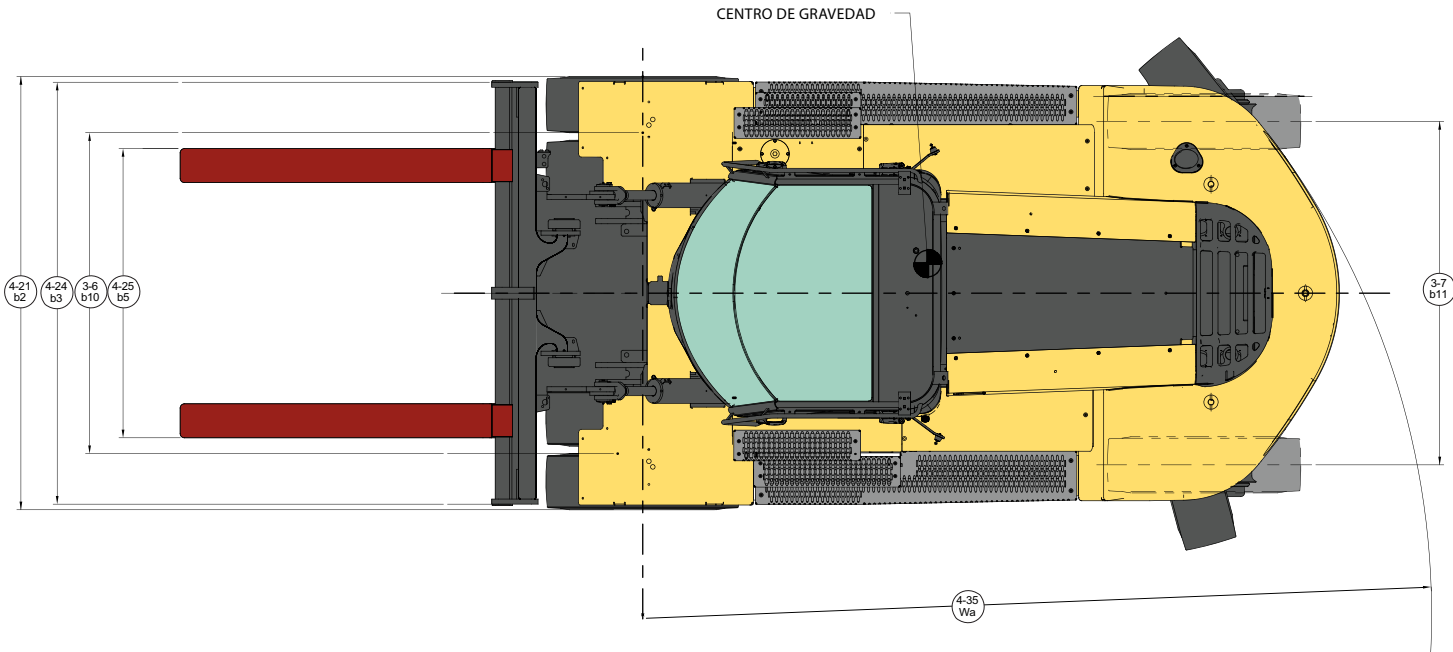 CENTRO DE GRAVEDAD
4-21
b2
4-24
b3
3-6
b10
4-25
b5
3-7
b11
4-35
Wa